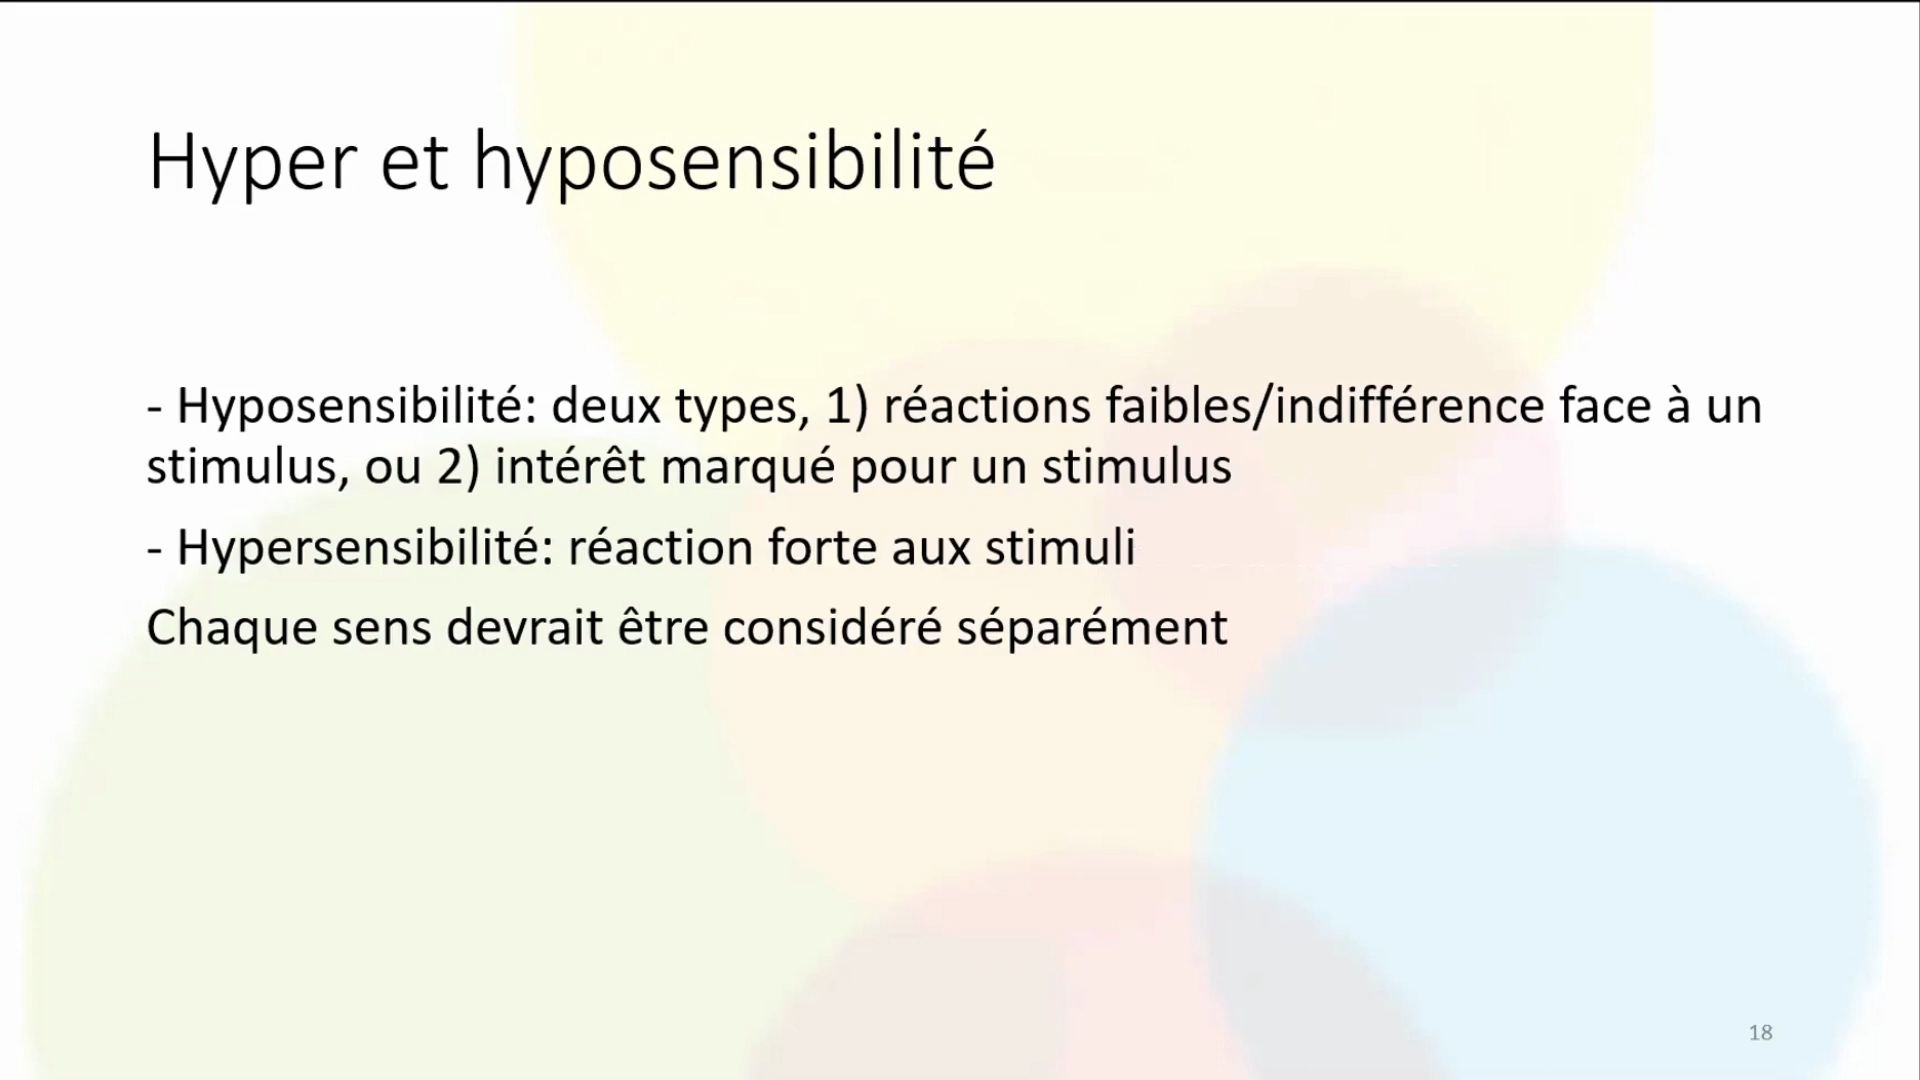 Hyper et hyposensibilité
- Hyposensibilité: deux types, 1) réactions faibles/indifférence face à un
stimulus, ou 2) intérêt marqué pour un stimulus
- Hypersensibilité: réaction forte aux stimuli
Chaque sens devrait être considéré séparément
18